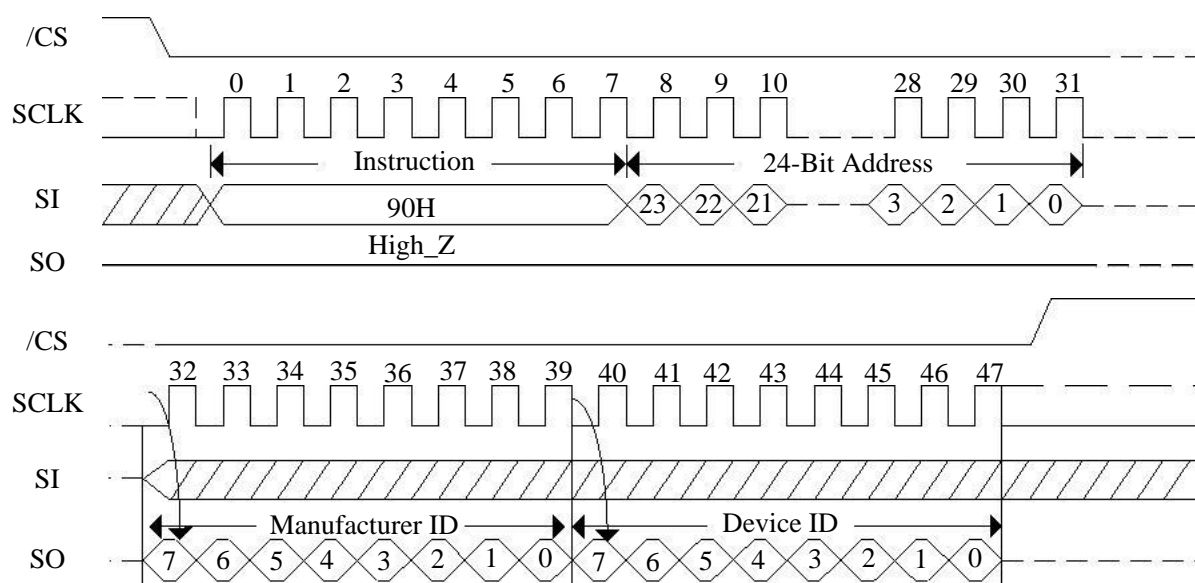 /CS
0 1 2 3 4 5 6 7 8 9 10 28 29 30 31
SCLK
Instruction 24-Bit Address
SI 90H 23 22 21 3 2 1 0
High_Z
SO
/CS
32 33 34 35 36 37 38 39 40 41 42 43 44 45 46 47
SCLK
SI
Manufacturer ID Device ID
SO 7 6 5 4 3 2 1 0 7 6 5 4 3 2 1 0